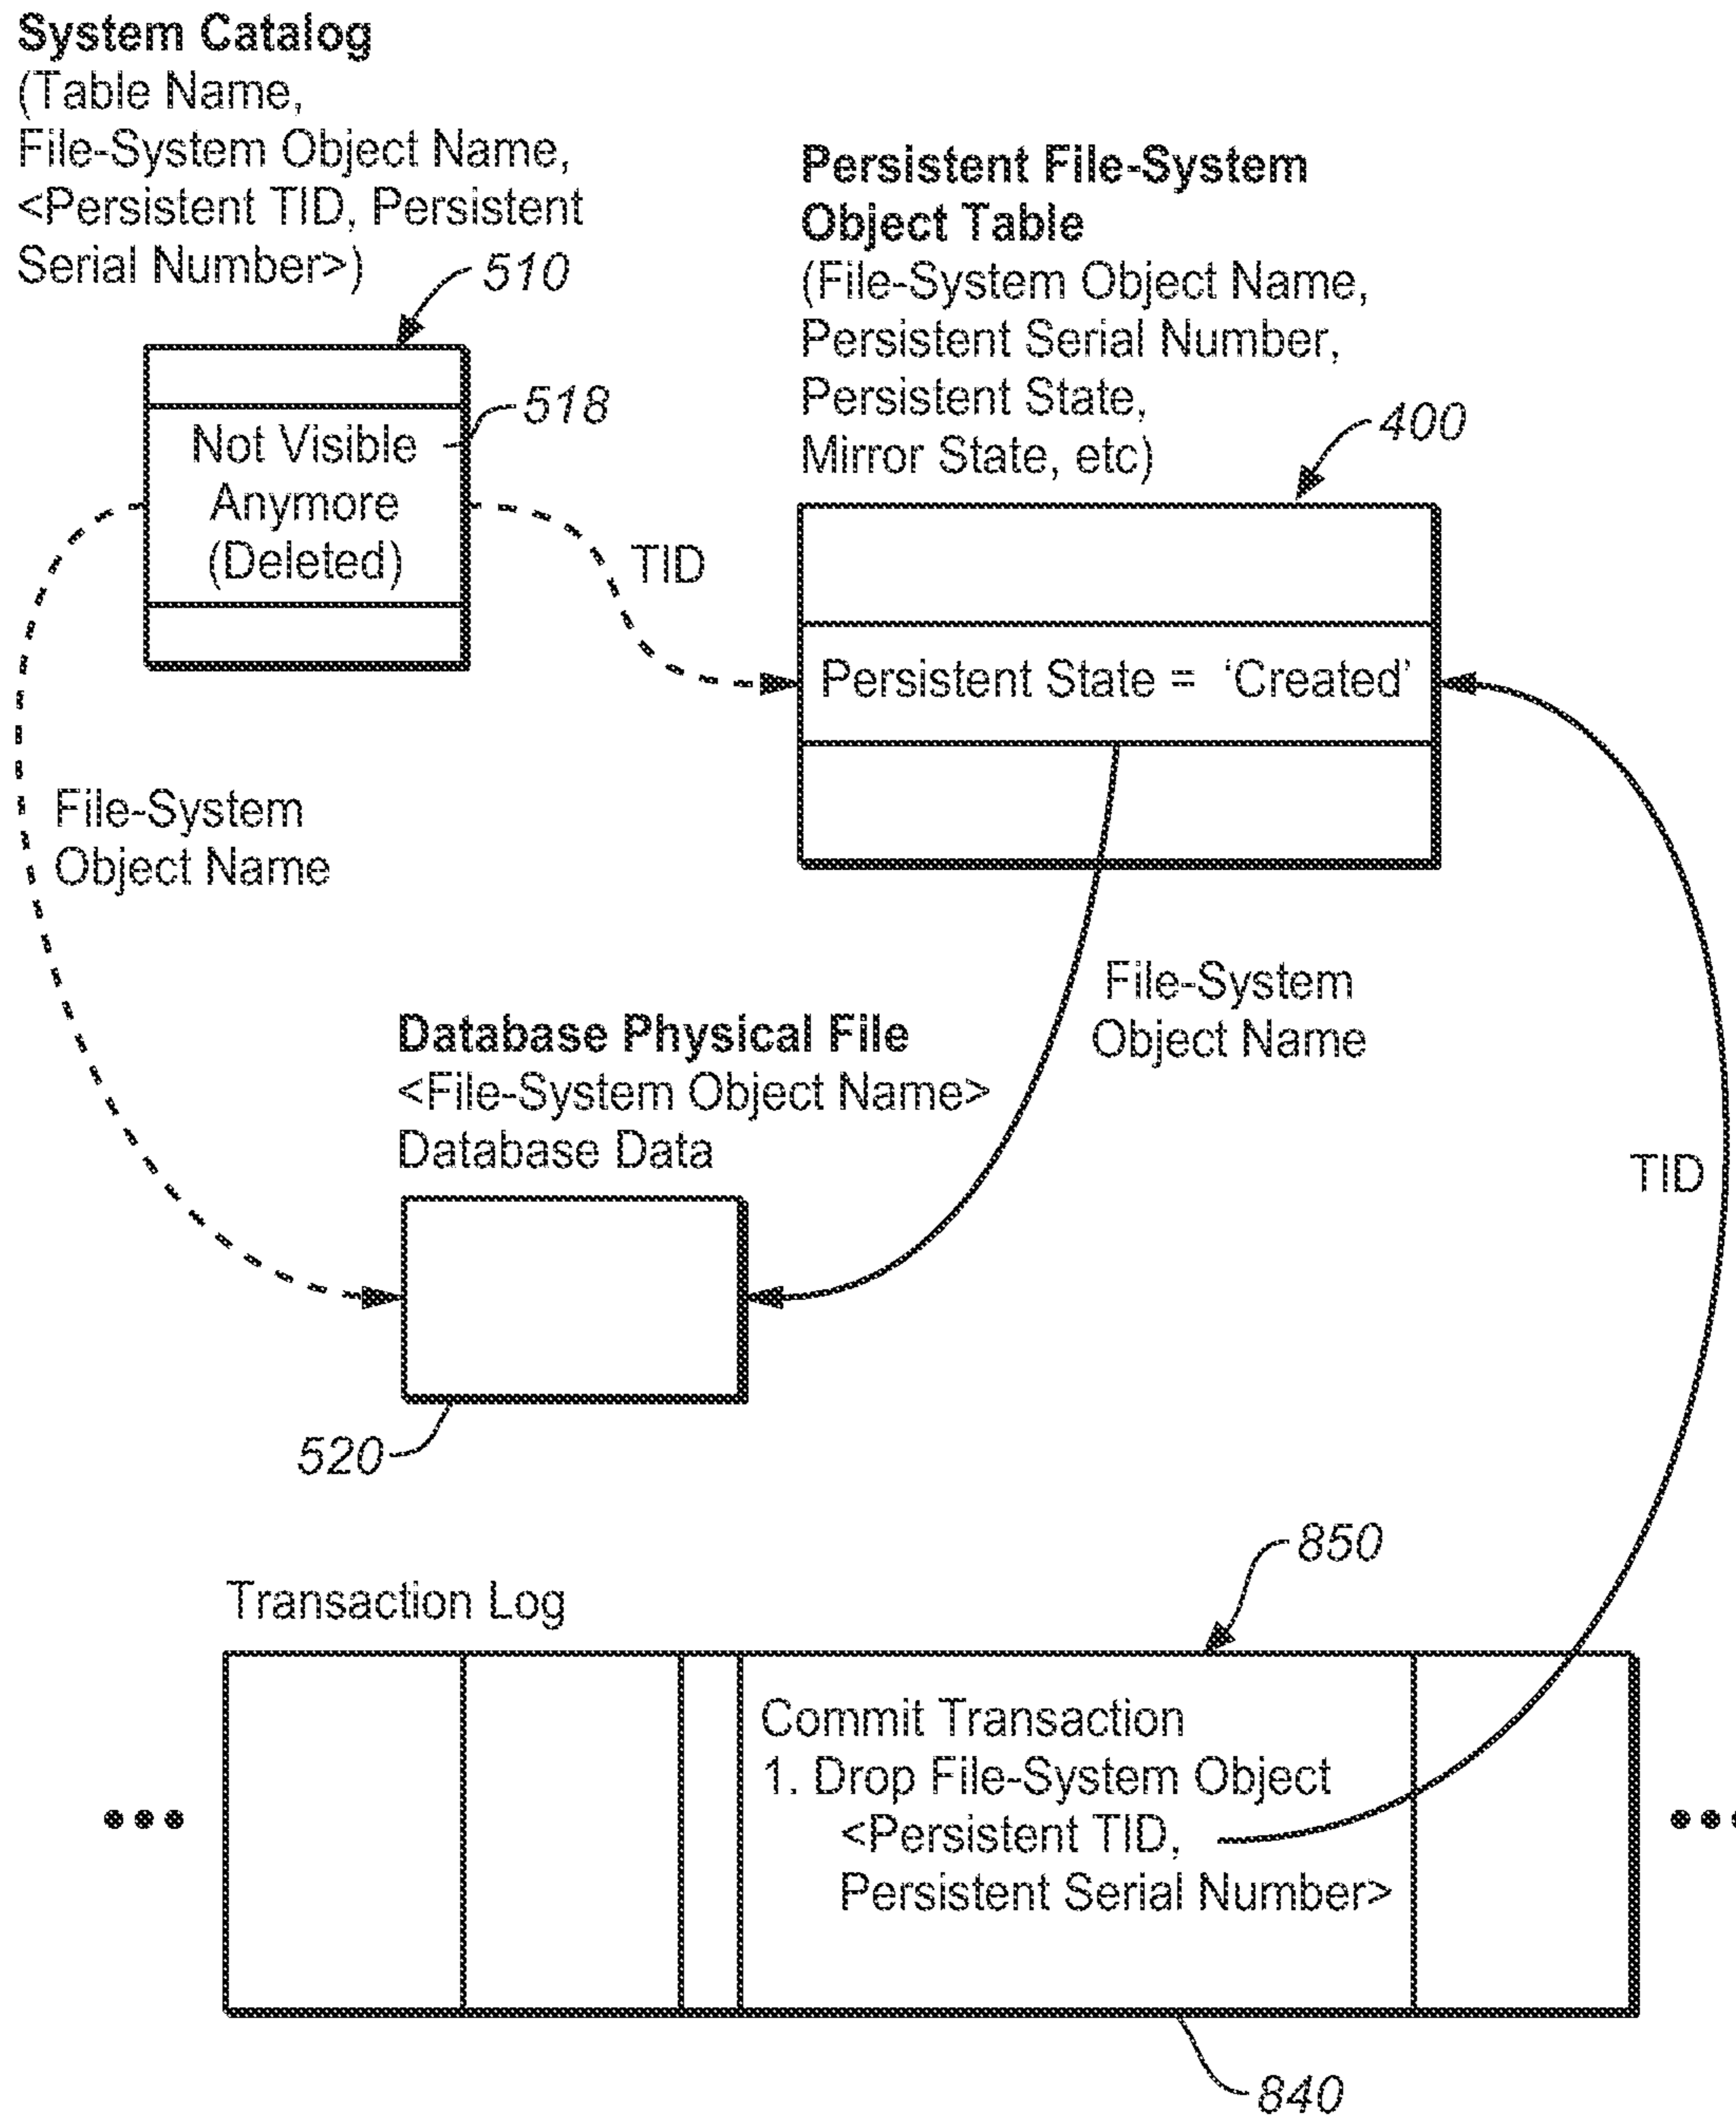 System Catalog
(Table Name,
File-System Object Name,
<Persistent TID, Persistent
Serial Number>)
510
Persistent File-System
Object Table
(File-System Object Name,
Persistent Serial Number,
Persistent State,
Mirror State, etc)
400
518
Not Visible
Anymore
(Deleted)
TID
Persistent State = 'Created'
File-System
Object Name
File-System
Object Name
Database Physical File
<File-System Object Name>
Database Data
TID
520
850
Transaction Log
Commit Transaction
1. Drop File-System Object
<Persistent TID,
Persistent Serial Number>
•••
•••
840